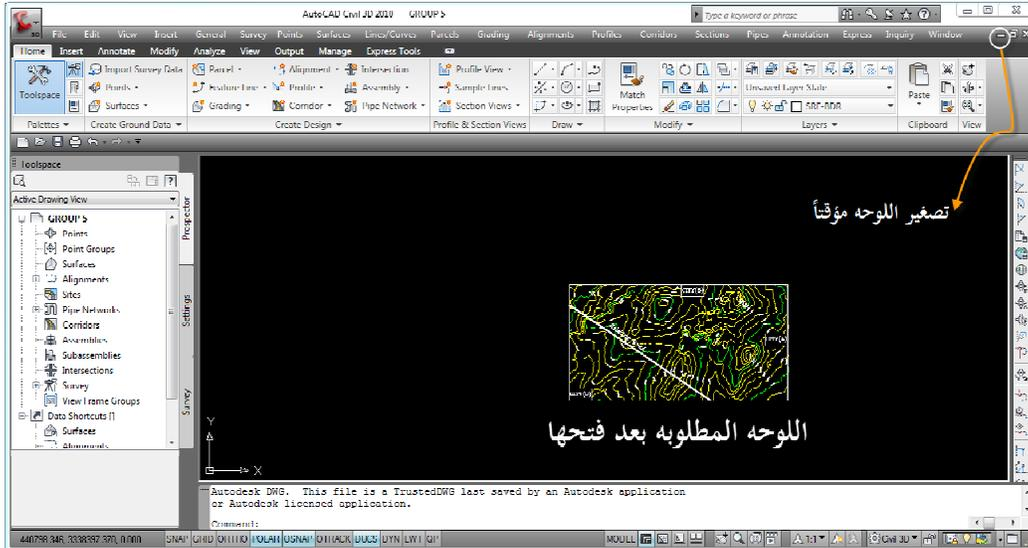 AutoCAD Civil 3D 2010 GROUP 5
Type a keyword or phrase
File Edit View Insert General Survey Points Surfaces Lines/Curves Parcels Grading Alignments Profiles Corridors Sections Pipes Annotation Express Inquiry Window
Home Insert Annotate Modify Analyze View Output Manage Express Tools
Import Survey Data Parcel Alignment Intersection Profile View
Toolspace Points Feature Line Profile Assembly Sample Lines Match Properties Unsaved Layer State Paste
Surfaces Grading Corridor Pipe Network Section Views
Palettes Create Ground Data Create Design Profile & Section Views Draw Modify Layers Clipboard View
Toolspace
Active Drawing View
Prospector
Settings
Survey
GROUP 5
Points
Point Groups
Surfaces
Alignments
Sites
Pipe Networks
Corridors
Assemblies
Subassemblies
Intersections
Survey
View Frame Groups
Data Shortcuts []
Surfaces
Alignments
تصغير اللوحه مؤقتاً
اللوحه المطلوبه بعد فتحها
Y
X
Autodesk DWG. This file is a TrustedDWG last saved by an Autodesk application
or Autodesk licensed application.
Command:
SNAP GRID ORTHO POLAR OSNAP OTRACK DUCS DYN LWT QP MODEL 1:1 Civil 3D